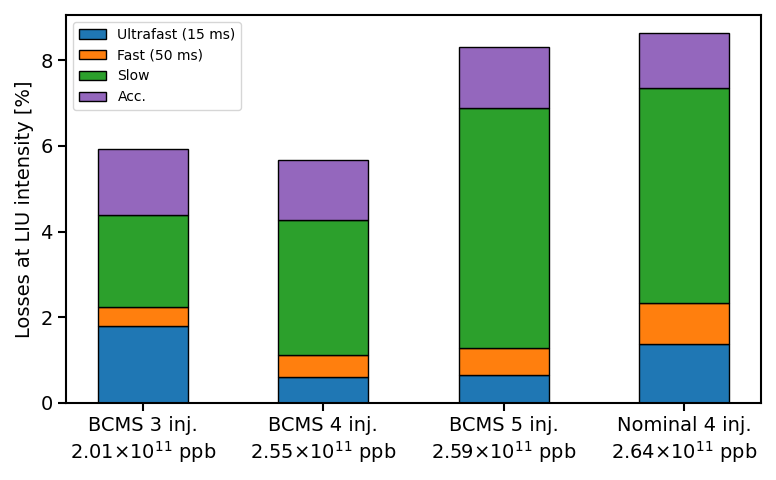 Losses at LIU intensity [%]
8
6
4
2
0
Ultrafast (15 ms)
Fast (50 ms)
Slow
Acc.
BCMS 3 inj.
2.01×10¹¹ ppb
BCMS 4 inj.
2.55×10¹¹ ppb
BCMS 5 inj.
2.59×10¹¹ ppb
Nominal 4 inj.
2.64×10¹¹ ppb